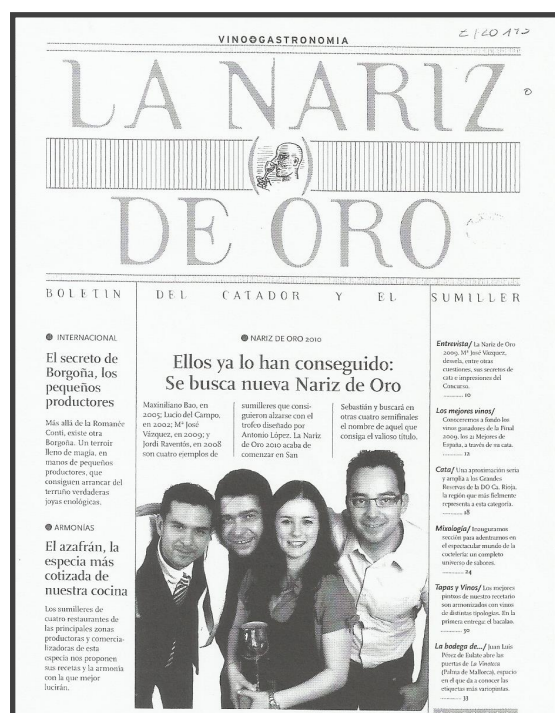 VINO GASTRONOMIA
LA NARIZ
DE ORO
BOLETIN DEL CATADOR Y EL SUMILLER
INTERNACIONAL
El secreto de
Borgoña, los
pequeños
productores
Más allá de la Romanée
Conti, existe otra
Borgoña. Un terroir
lleno de magia, en
manos de pequeños
productores, que
consiguen arrancar del
terruño verdaderas
joyas enológicas.
ARMONÍAS
El azafrán, la
especia más
cotizada de
nuestra cocina
Los sumilleres de
cuatro restaurantes de
las principales zonas
productoras y comercia-
lizadoras de esta
especia nos proponen
sus recetas y la armonía
con la que mejor
lucirán.
NARIZ DE ORO 2010
Ellos ya lo han conseguido:
Se busca nueva Nariz de Oro
Maximiliano Bao, en
2005; Lucio del Campo,
en 2002; Mª José
Vízquez, en 2009; y
Jordi Raventós, en 2008
son cuatro ejemplos de
sumilleres que consi-
guieron alzarse con el
trofeo diseñado por
Antonio López. La Nariz
de Oro 2010 acaba de
comenzar en San
Sebastián y buscará en
otras cuatro semifinales
el nombre de aquel que
consiga el valioso título.
Entrevista/ La Nariz de Oro
2009, Mª José Vízquez,
desvela, entre otras
cuestiones, sus secretos de
cata e impresiones del
Concurso.
10
Los mejores vinos/
Conoceremos a fondo los
vinos ganadores de la Final
2009, los 21 Mejores de
España, a través de su cata.
12
Cata/ Una aproximación seria
y amplia a los Grandes
Reservas de la DO Ca. Rioja,
la región que más fielmente
representa a esta categoría.
18
Mixología/ Inauguramos
sección para adentrarnos en
el espectacular mundo de la
coctelería: un completo
universo de sabores.
24
Tapas y Vinos/ Los mejores
pintxos de nuestro recetario
son armonizados con vinos
de distintas tipologías. En la
primera entrega: el bacalao.
30
La bodega de.../ Juan Luis
Pérez de Eulate abre las
puertas de La Vinoteca
(Palma de Mallorca), espacio
en el que da a conocer las
etiquetas más variopintas.
33